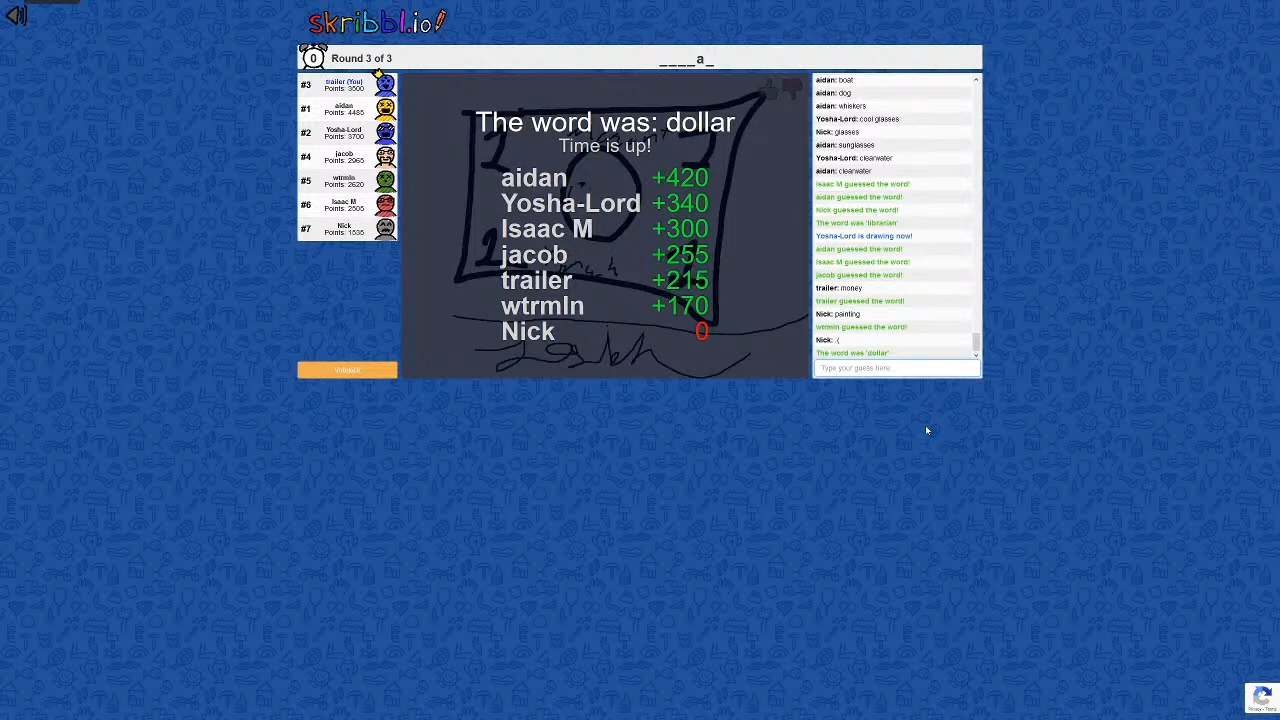 skribbl.io
0
Round 3 of 3
____a_
#3 trailer (You)
Points: 3500
#1 aidan
Points: 4485
#2 Yosha-Lord
Points: 3700
#4 jacob
Points: 2965
#5 wtrmln
Points: 2620
#6 Isaac M
Points: 2505
#7 Nick
Points: 1535
Votekick
The word was: dollar
Time is up!
aidan +420
Yosha-Lord +340
Isaac M +300
jacob +255
trailer +215
wtrmln +170
Nick 0
aidan: boat
aidan: dog
aidan: whiskers
Yosha-Lord: cool glasses
Nick: glasses
aidan: sunglasses
Yosha-Lord: clearwater
aidan: clearwater
Isaac M guessed the word!
aidan guessed the word!
Nick guessed the word!
The word was 'librarian'
Yosha-Lord is drawing now!
aidan guessed the word!
Isaac M guessed the word!
jacob guessed the word!
trailer: money
trailer guessed the word!
Nick: painting
wtrmln guessed the word!
Nick: :(
The word was 'dollar'
Type your guess here...
Privacy - Terms